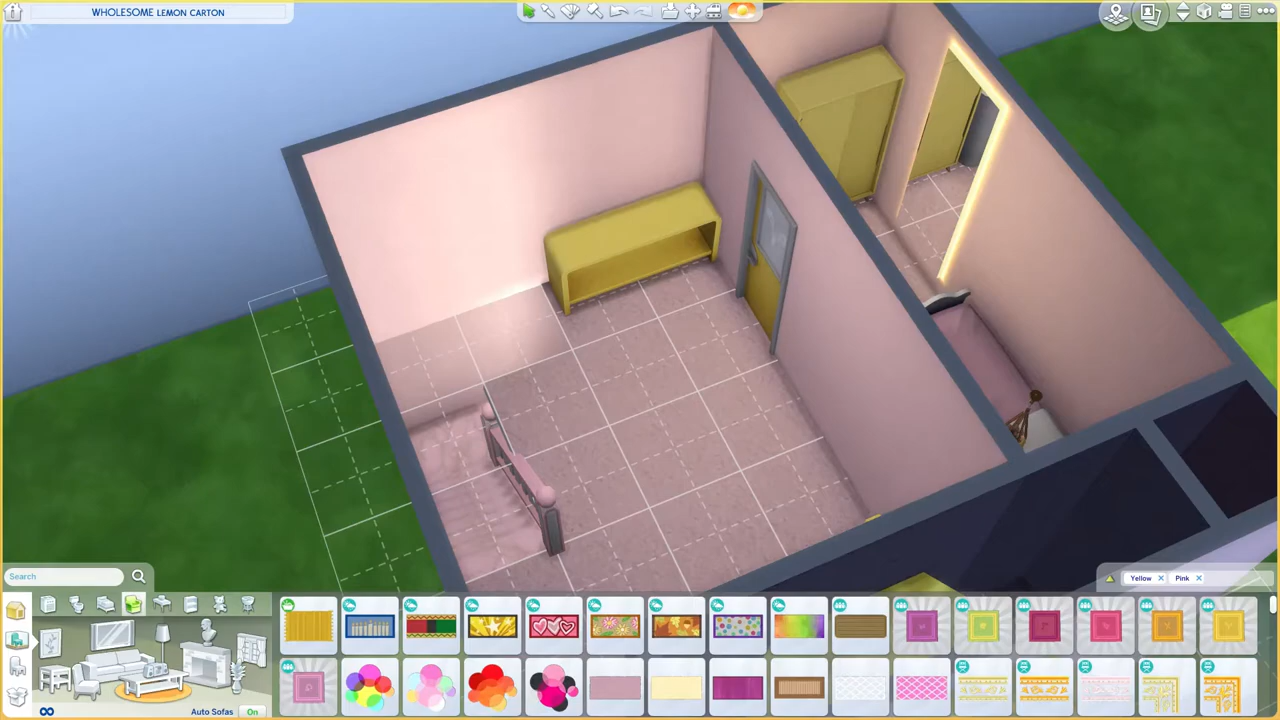 WHOLESOME LEMON CARTON
Search
Yellow
Pink
Auto Sofas
On